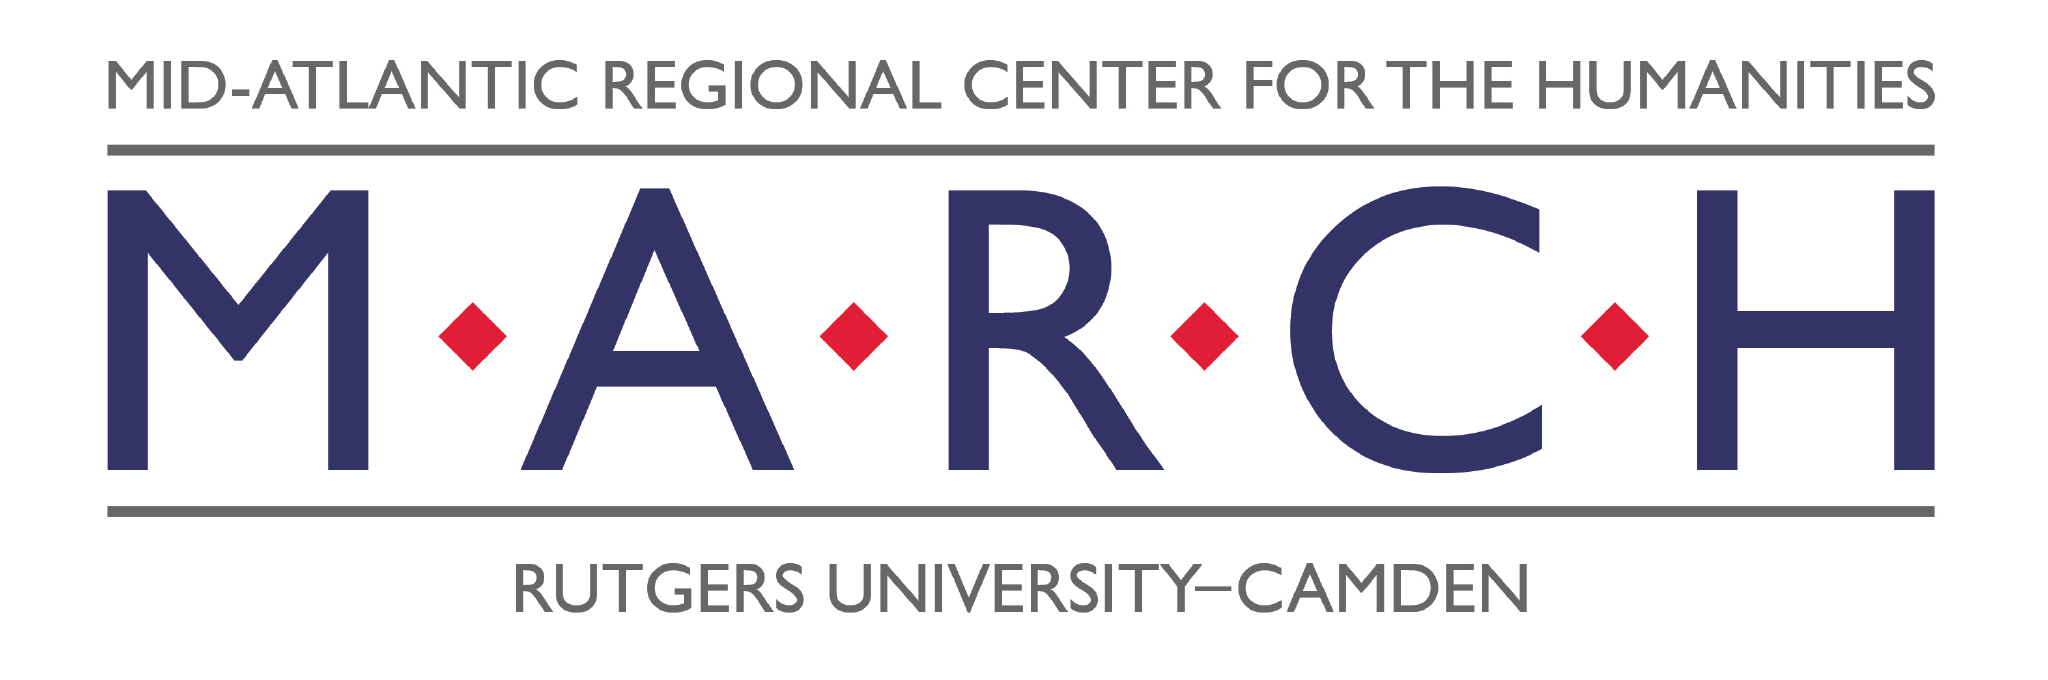 MID-ATLANTIC REGIONAL CENTER FOR THE HUMANITIES
M◆A◆R◆C◆H
RUTGERS UNIVERSITY–CAMDEN